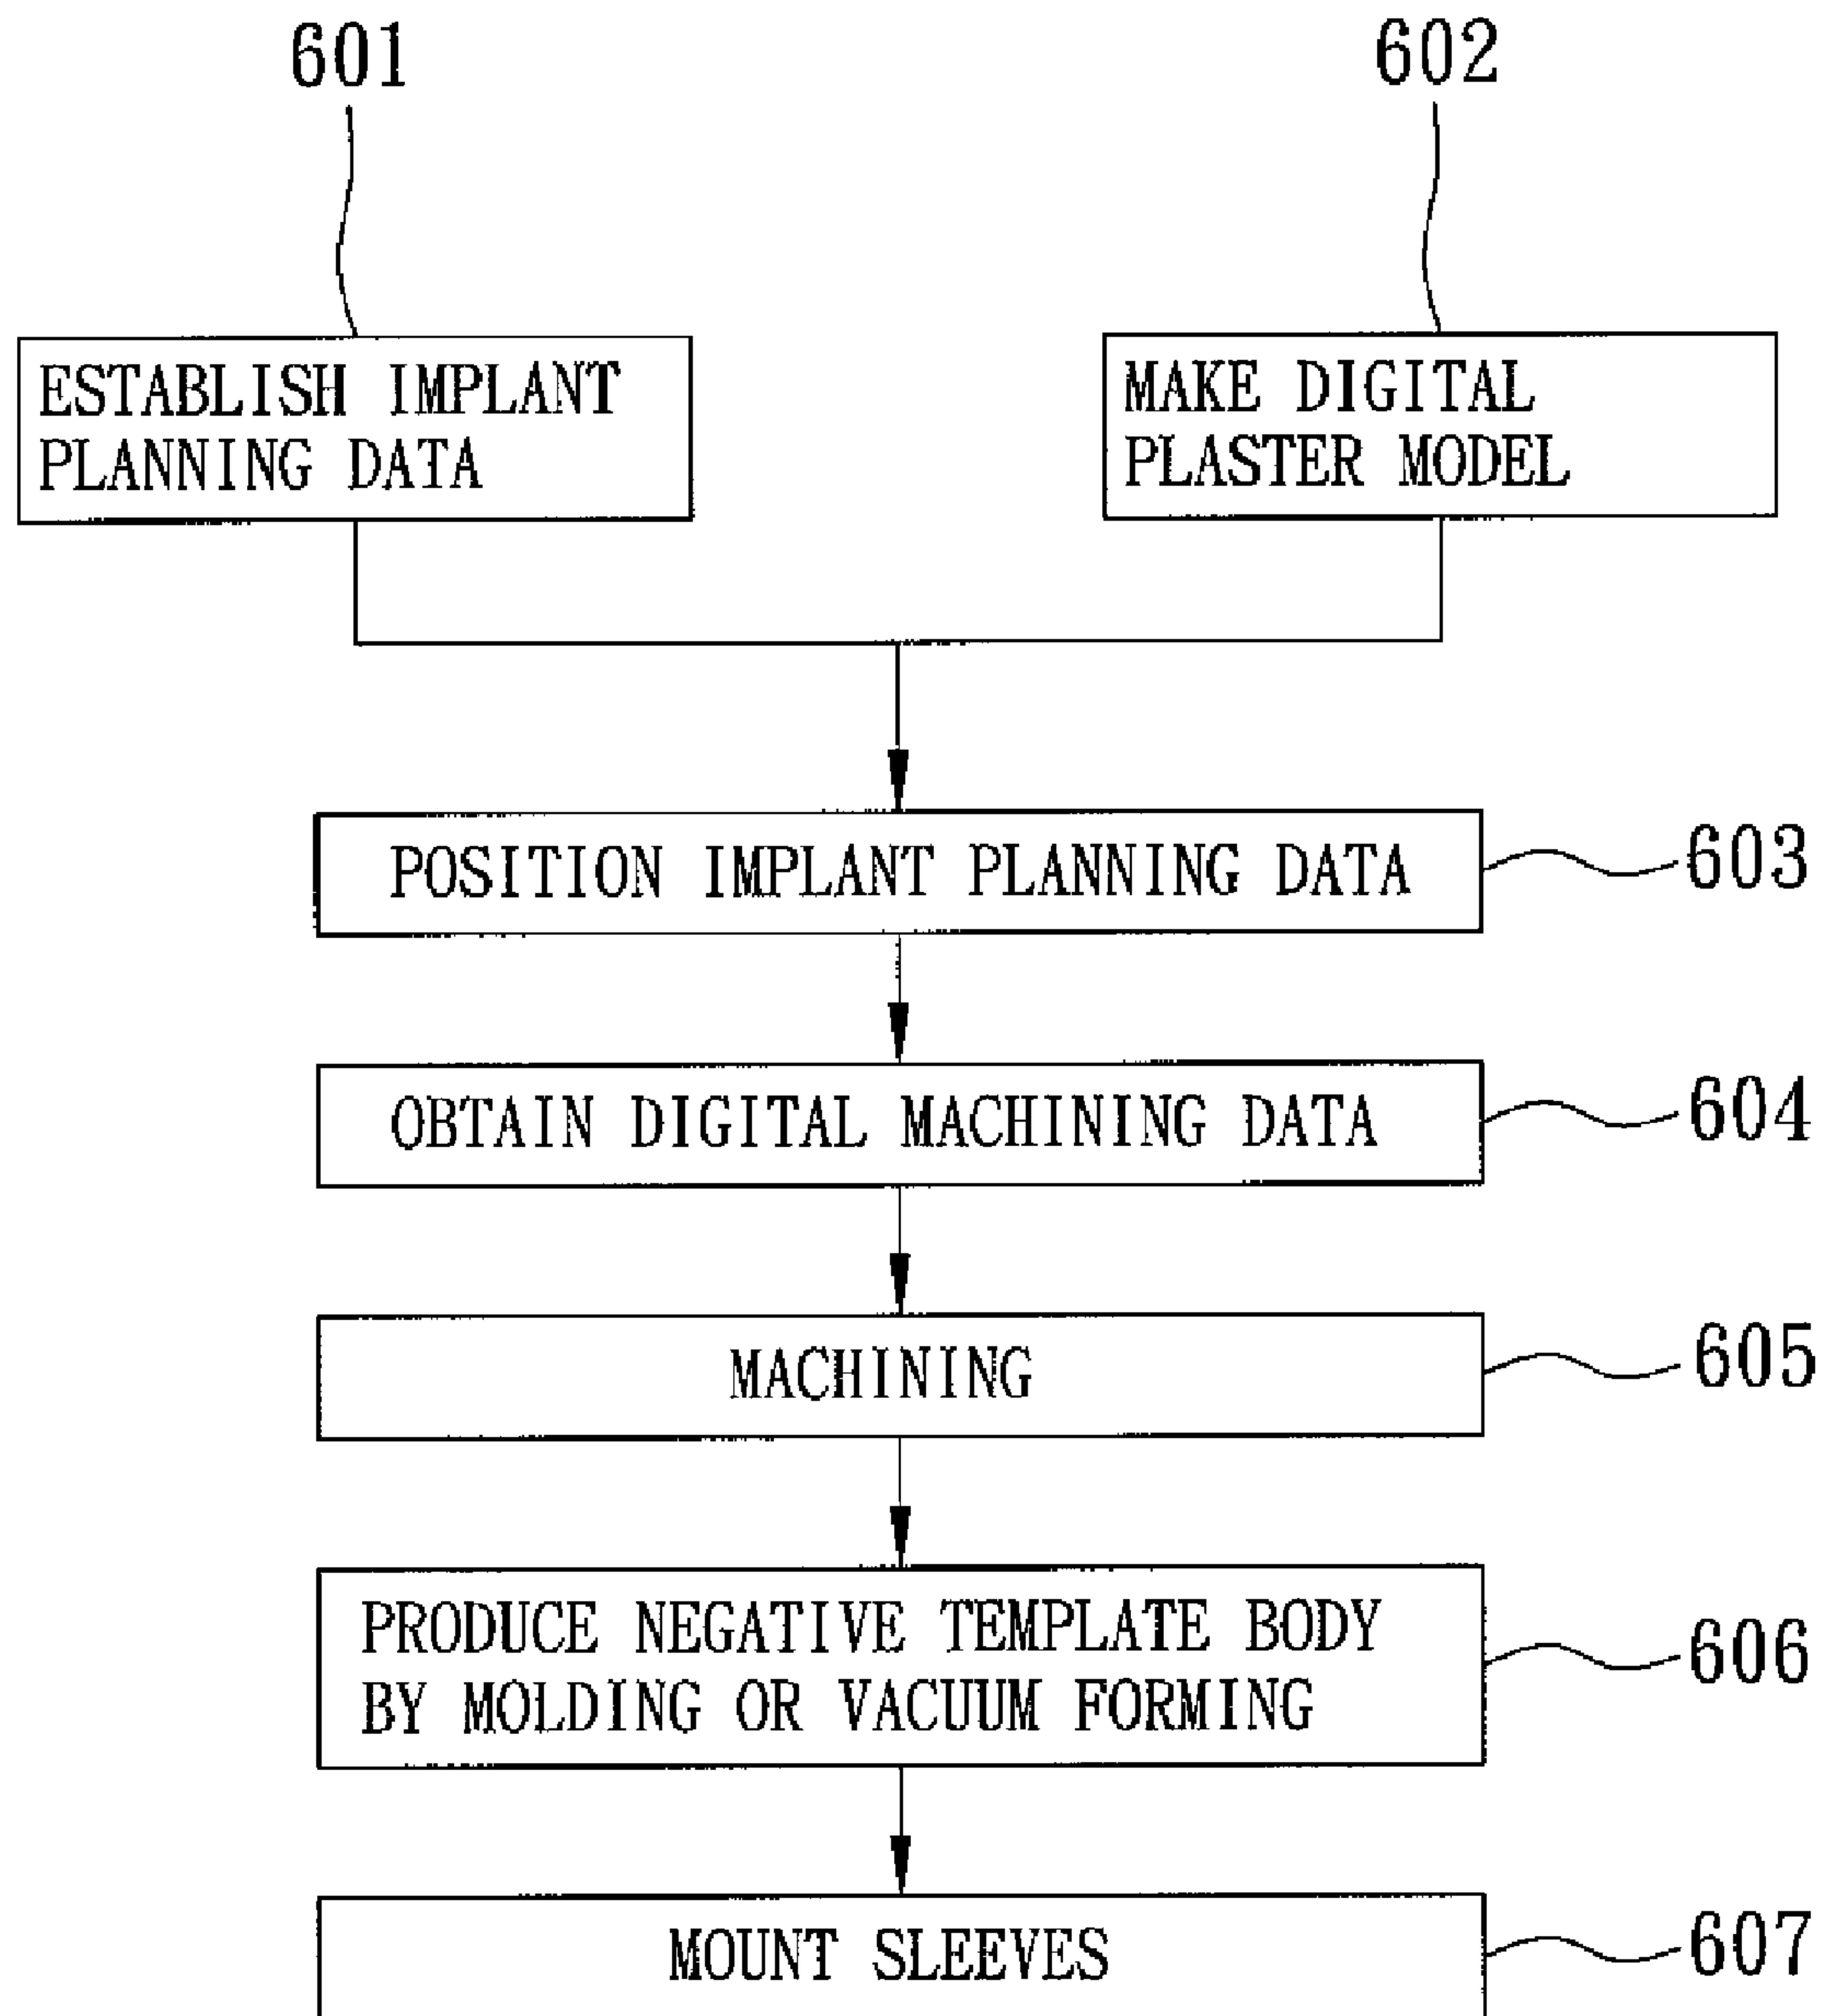 601
602
ESTABLISH IMPLANT
PLANNING DATA
MAKE DIGITAL
PLASTER MODEL
POSITION IMPLANT PLANNING DATA
603
OBTAIN DIGITAL MACHINING DATA
604
MACHINING
605
PRODUCE NEGATIVE TEMPLATE BODY
BY MOLDING OR VACUUM FORMING
606
MOUNT SLEEVES
607